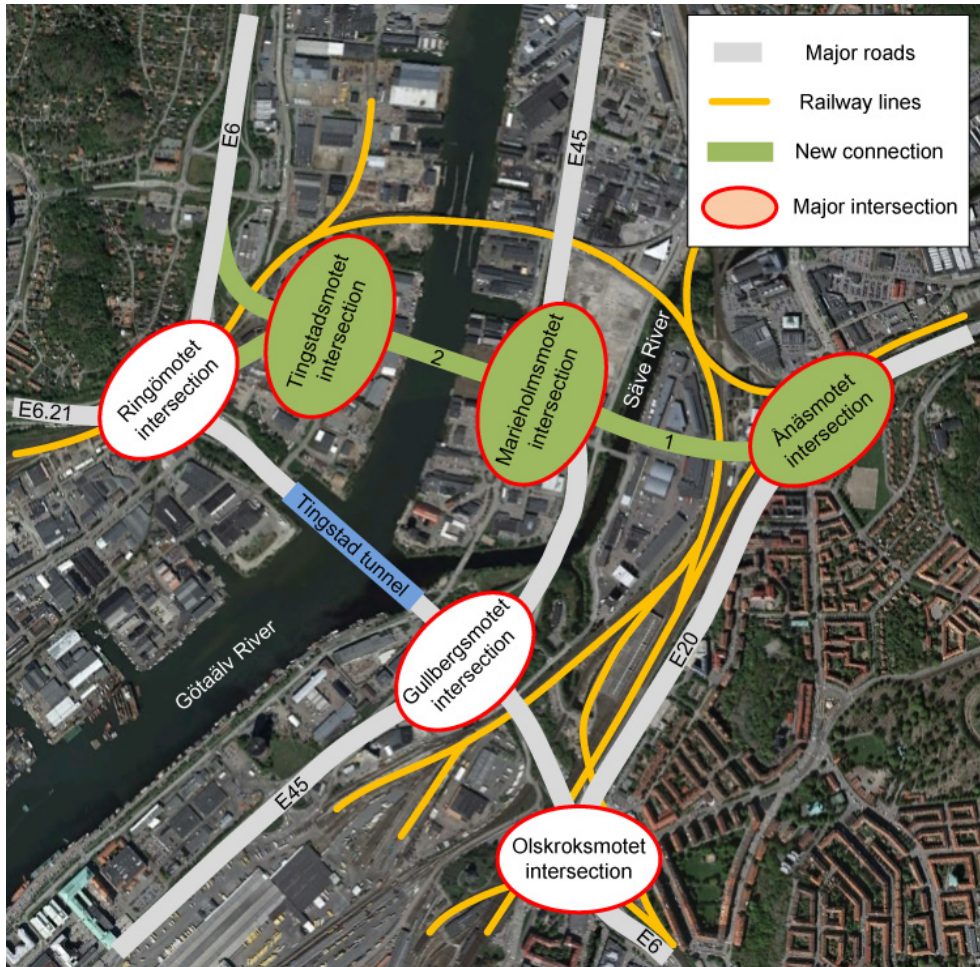 Major roads
Railway lines
New connection
Major intersection
E6
E45
Tingstadsmotet
intersection
Ringömotet
intersection
2
Marieholmsmotet
intersection
Säve River
1
Ånäsmotet
intersection
E6.21
Tingstad tunnel
Götaälv River
Gullbergsmotet
intersection
E20
E45
Olskroksmotet
intersection
E6